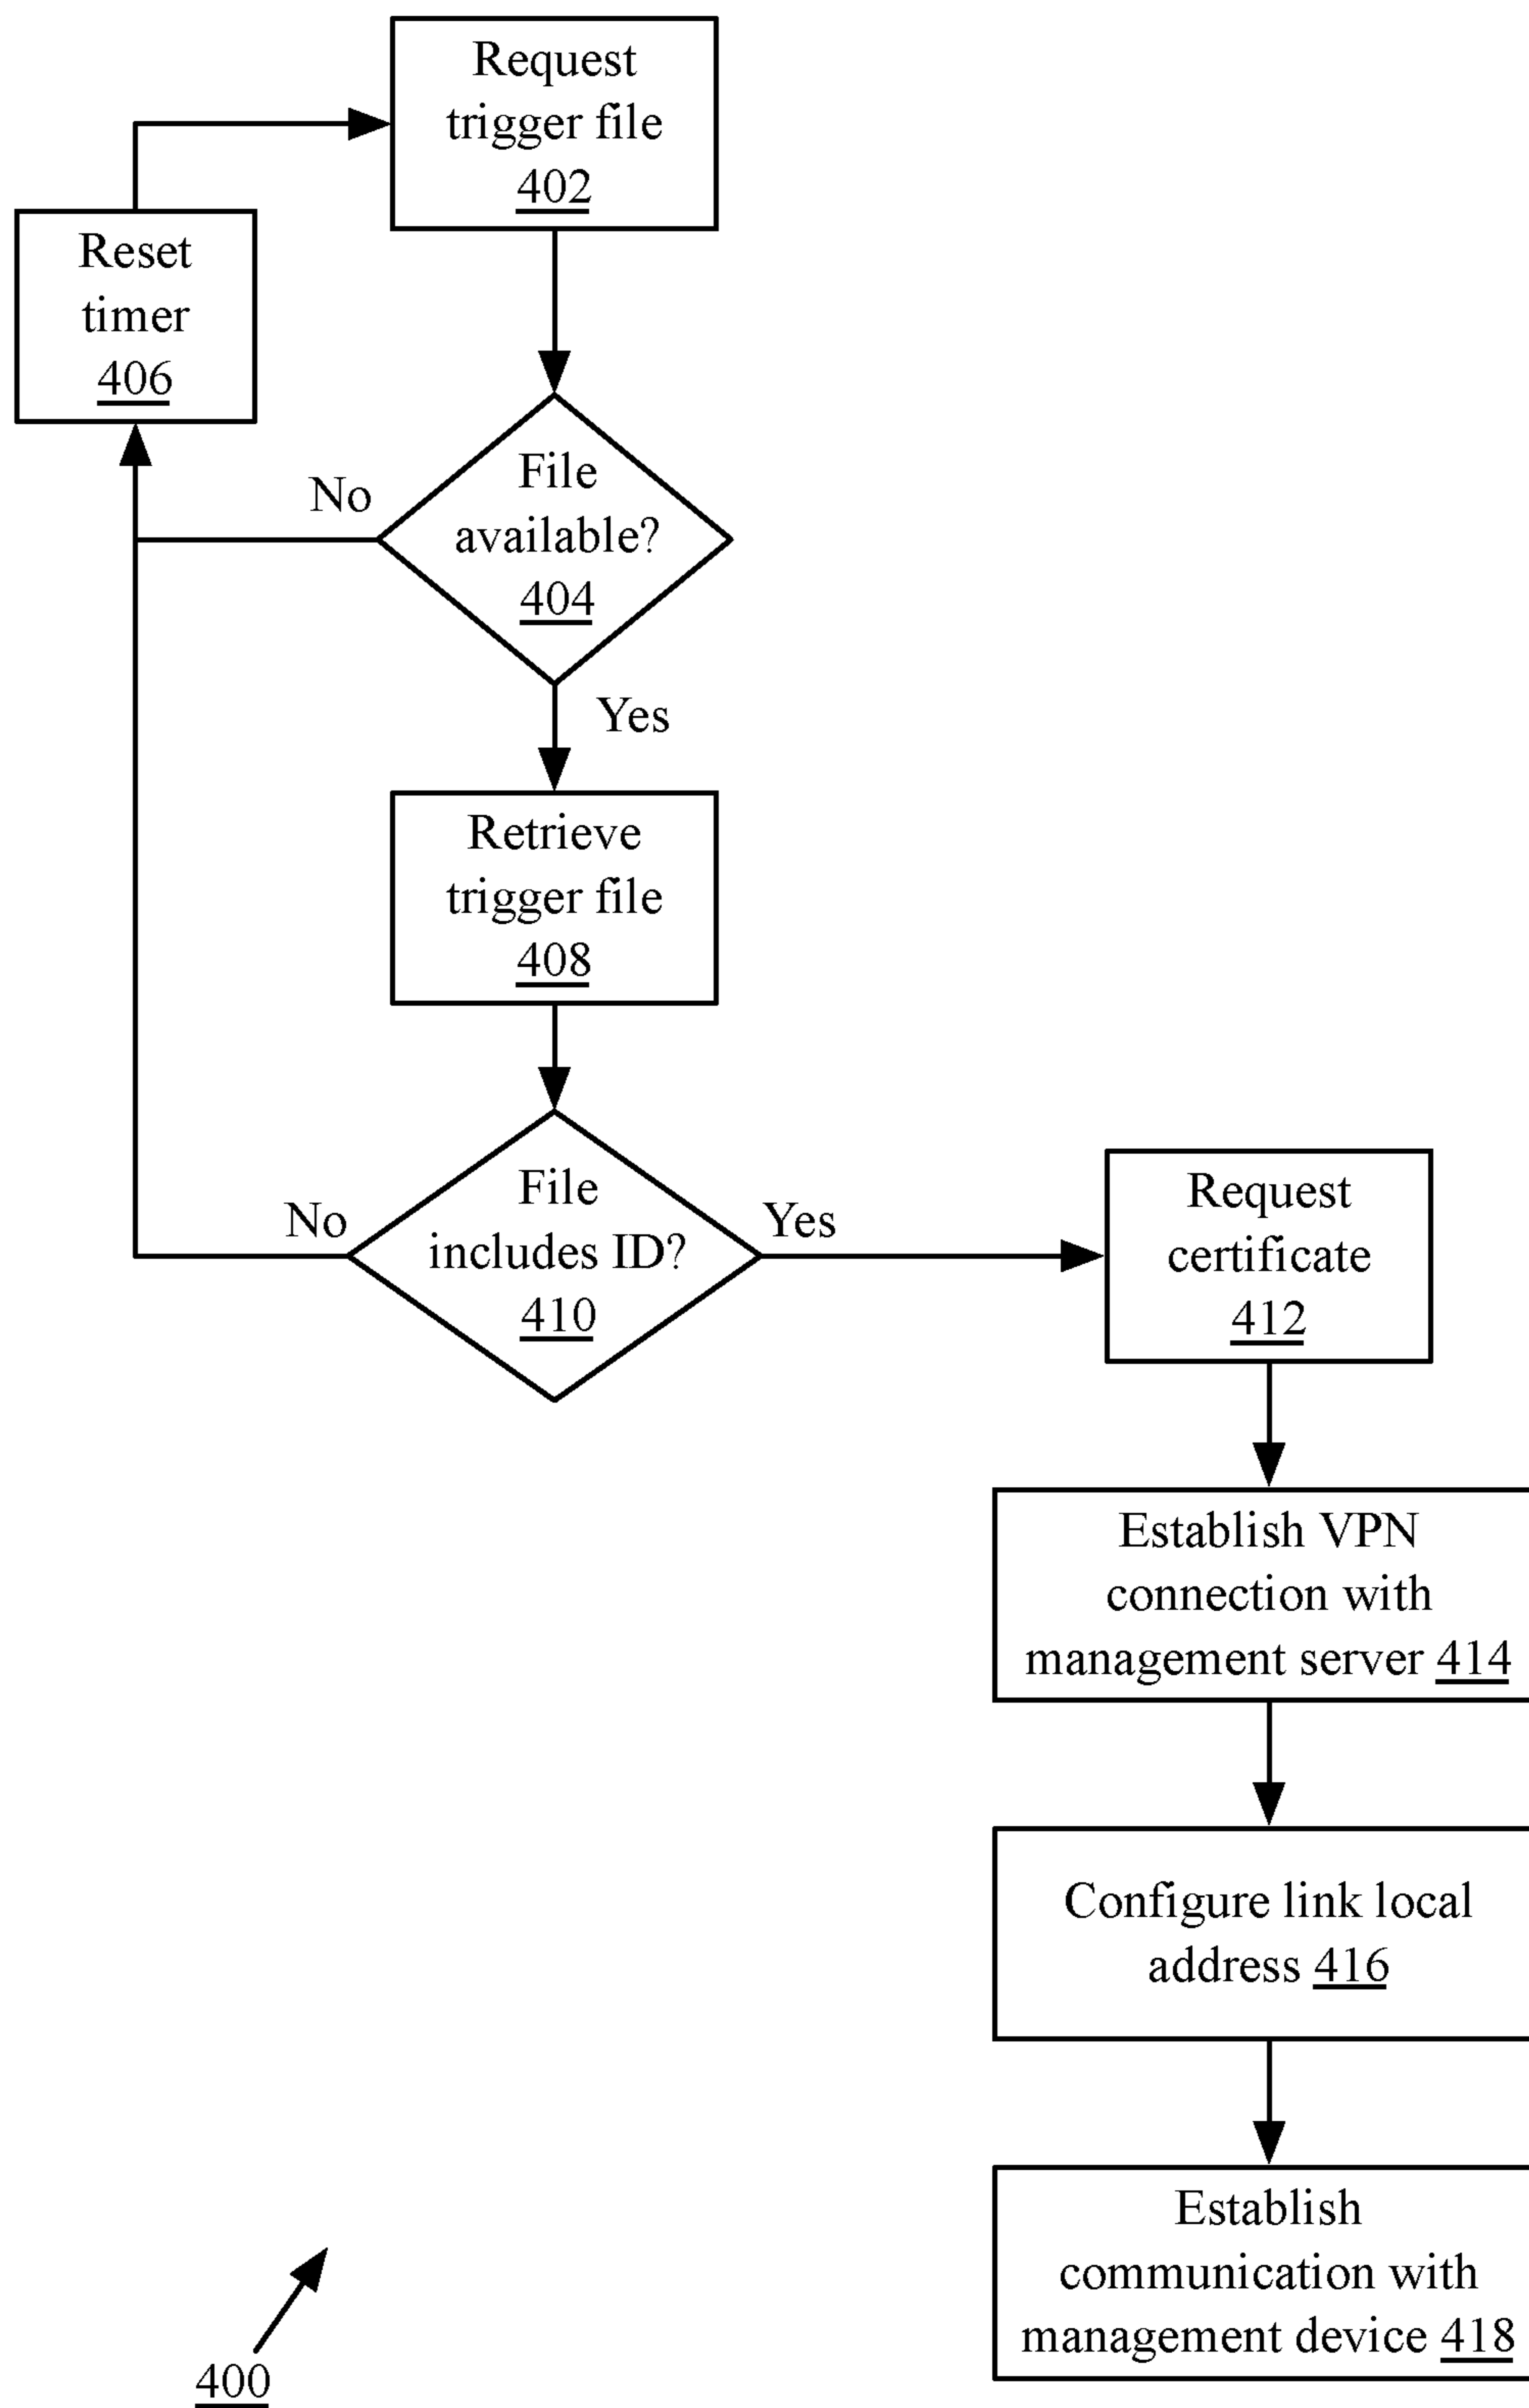 Request
trigger file
402
Reset
timer
406
File
available?
404
No
Yes
Retrieve
trigger file
408
File
includes ID?
410
No
Yes
Request
certificate
412
Establish VPN
connection with
management server 414
Configure link local
address 416
Establish
communication with
management device 418
400